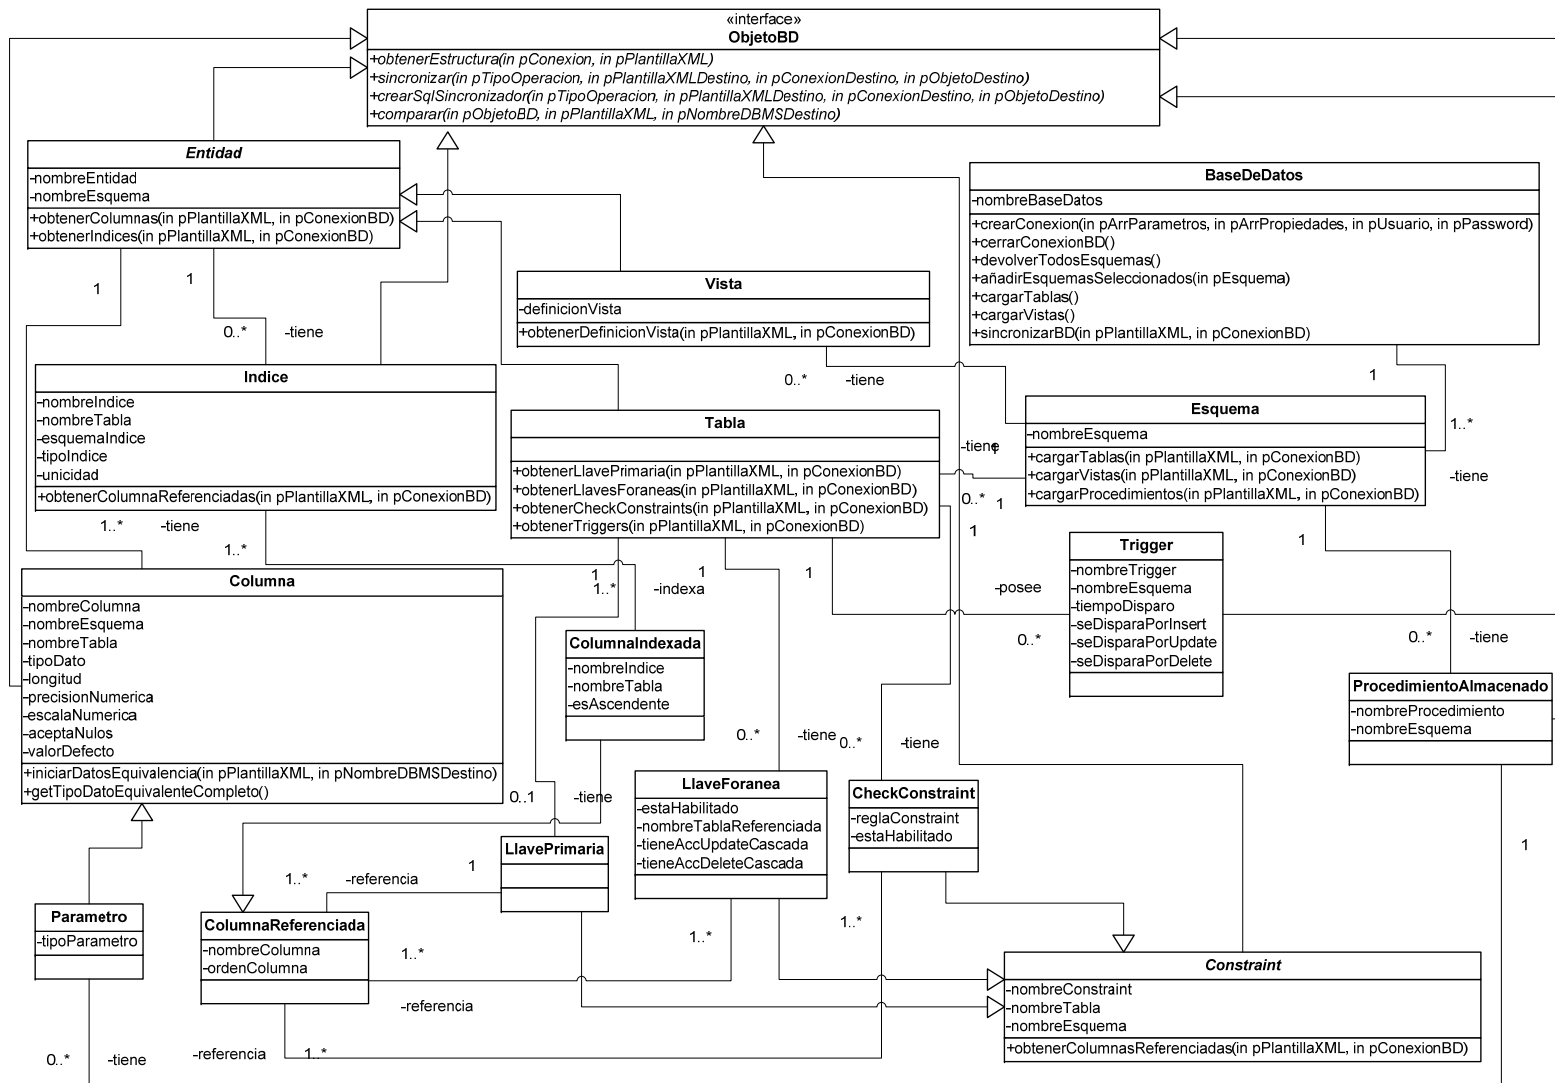 «interface»
ObjetoBD
+obtenerEstructura(in pConexion, in pPlantillaXML)
+sincronizar(in pTipoOperacion, in pPlantillaXMLDestino, in pConexionDestino, in pObjetoDestino)
+crearSqlSincronizador(in pTipoOperacion, in pPlantillaXMLDestino, in pConexionDestino, in pObjetoDestino)
+comparar(in pObjetoBD, in pPlantillaXML, in pNombreDBMSDestino)
Entidad
-nombreEntidad
-nombreEsquema
+obtenerColumnas(in pPlantillaXML, in pConexionBD)
+obtenerIndices(in pPlantillaXML, in pConexionBD)
BaseDeDatos
-nombreBaseDatos
+crearConexion(in pArrParametros, in pArrPropiedades, in pUsuario, in pPassword)
+cerrarConexionBD()
+devolverTodosEsquemas()
+añadirEsquemasSeleccionados(in pEsquema)
+cargarTablas()
+cargarVistas()
+sincronizarBD(in pPlantillaXML, in pConexionBD)
1
1
0..*
-tiene
Vista
-definicionVista
+obtenerDefinicionVista(in pPlantillaXML, in pConexionBD)
0..*
-tiene
1
1..*
-tiene
Indice
-nombreIndice
-nombreTabla
-esquemaIndice
-tipoIndice
-unicidad
+obtenerColumnaReferenciadas(in pPlantillaXML, in pConexionBD)
Tabla
+obtenerLlavePrimaria(in pPlantillaXML, in pConexionBD)
+obtenerLlavesForaneas(in pPlantillaXML, in pConexionBD)
+obtenerCheckConstraints(in pPlantillaXML, in pConexionBD)
+obtenerTriggers(in pPlantillaXML, in pConexionBD)
-tiene
1
0..*
1
1
Esquema
-nombreEsquema
+cargarTablas(in pPlantillaXML, in pConexionBD)
+cargarVistas(in pPlantillaXML, in pConexionBD)
+cargarProcedimientos(in pPlantillaXML, in pConexionBD)
1..*
-tiene
1..*
1
1..*
-indexa
1
1
-posee
0..*
1
0..*
-tiene
Trigger
-nombreTrigger
-nombreEsquema
-tiempoDisparo
-seDisparaPorInsert
-seDisparaPorUpdate
-seDisparaPorDelete
Columna
-nombreColumna
-nombreEsquema
-nombreTabla
-tipoDato
-longitud
-precisionNumerica
-escalaNumerica
-aceptaNulos
-valorDefecto
+iniciarDatosEquivalencia(in pPlantillaXML, in pNombreDBMSDestino)
+getTipoDatoEquivalenteCompleto()
ColumnaIndexada
-nombreIndice
-nombreTabla
-esAscendente
ProcedimientoAlmacenado
-nombreProcedimiento
-nombreEsquema
0..*
-tiene
0..*
-tiene
0..1
-tiene
LlaveForanea
-estaHabilitado
-nombreTablaReferenciada
-tieneAccUpdateCascada
-tieneAccDeleteCascada
CheckConstraint
-reglaConstraint
-estaHabilitado
LlavePrimaria
1
1..*
-referencia
1
Parametro
-tipoParametro
ColumnaReferenciada
-nombreColumna
-ordenColumna
1..*
1..*
1..*
-referencia
Constraint
-nombreConstraint
-nombreTabla
-nombreEsquema
+obtenerColumnasReferenciadas(in pPlantillaXML, in pConexionBD)
0..*
-tiene
-referencia
1..*